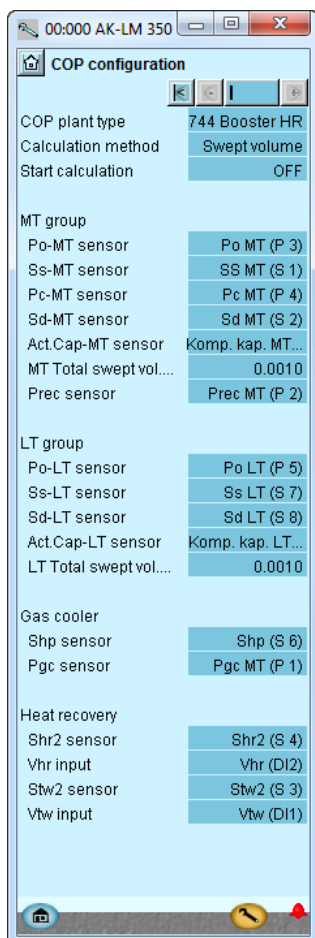 00:000 AK-LM 350
COP configuration
COP plant type 744 Booster HR
Calculation method Swept volume
Start calculation OFF
MT group
Po-MT sensor Po MT (P 3)
Ss-MT sensor SS MT (S 1)
Pc-MT sensor Pc MT (P 4)
Sd-MT sensor Sd MT (S 2)
Act.Cap-MT sensor Komp. kap. MT...
MT Total swept vol.... 0.0010
Prec sensor Prec MT (P 2)
LT group
Po-LT sensor Po LT (P 5)
Ss-LT sensor Ss LT (S 7)
Sd-LT sensor Sd LT (S 8)
Act.Cap-LT sensor Komp. kap. LT...
LT Total swept vol.... 0.0010
Gas cooler
Shp sensor Shp (S 6)
Pgc sensor Pgc MT (P 1)
Heat recovery
Shr2 sensor Shr2 (S 4)
Vhr input Vhr (DI2)
Stw2 sensor Stw2 (S 3)
Vtw input Vtw (DI1)